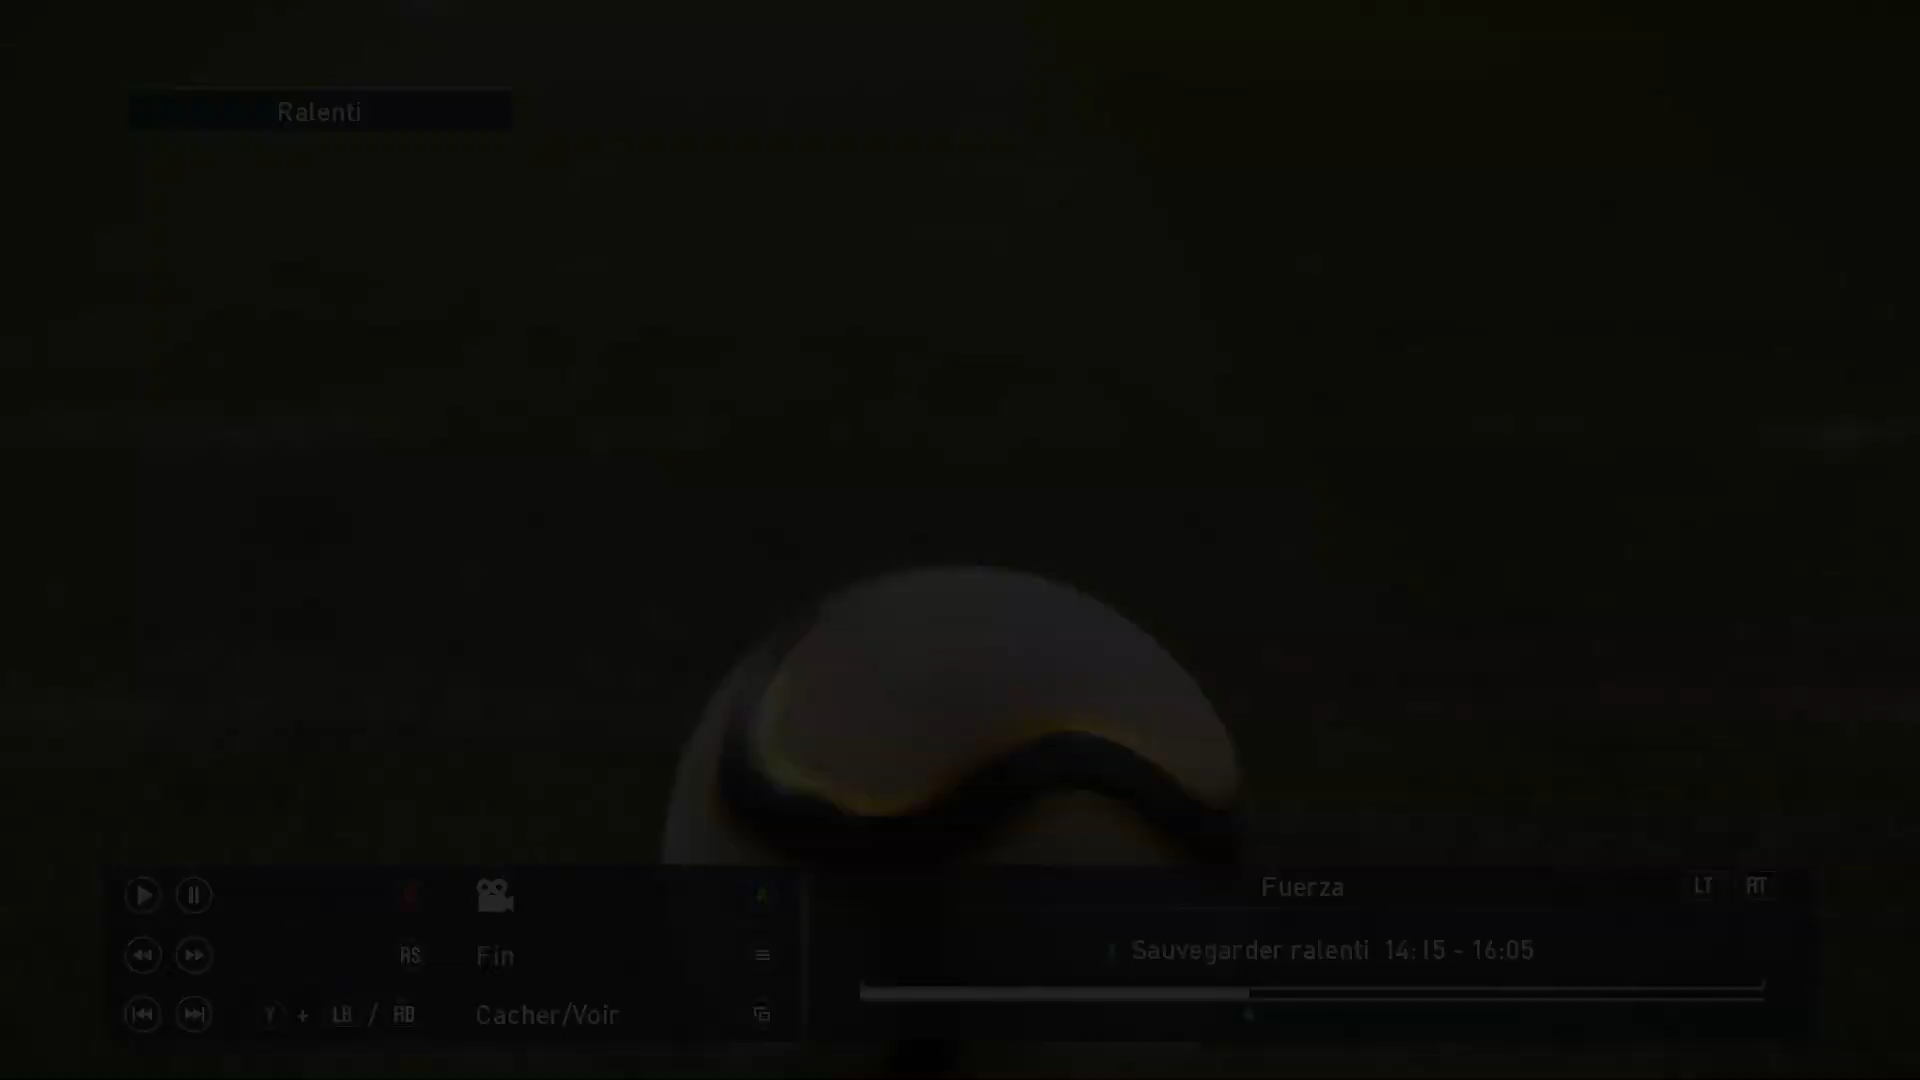 Ralenti
Fuerza
LT RT
A
Sauvegarder ralenti 14:15 - 16:05
RS Fin
Y + LB / RB Cacher/Voir